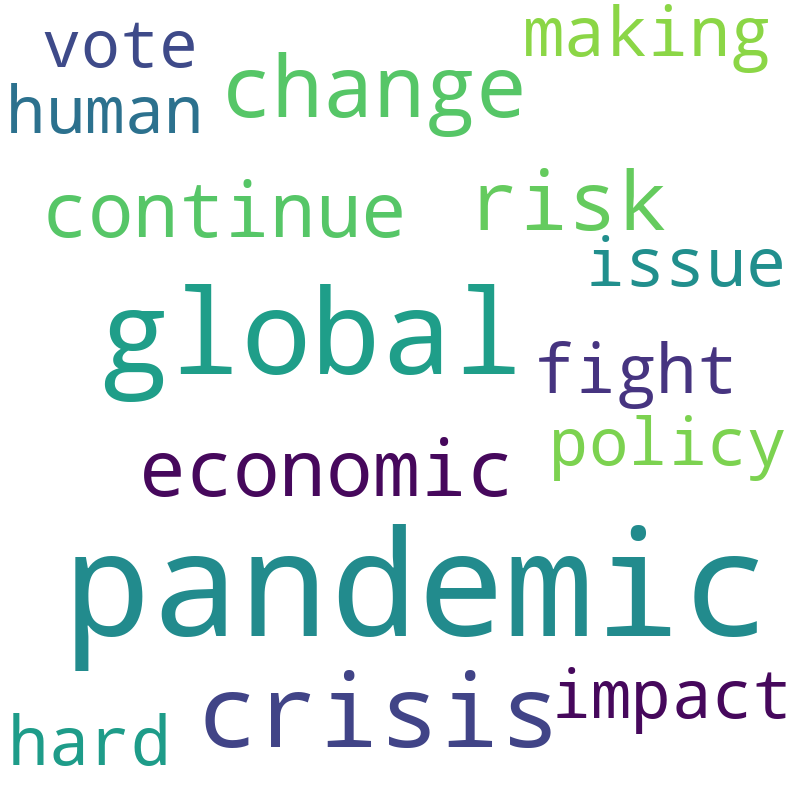 vote
making
human
change
continue
risk
issue
global
fight
policy
economic
pandemic
crisis
impact
hard